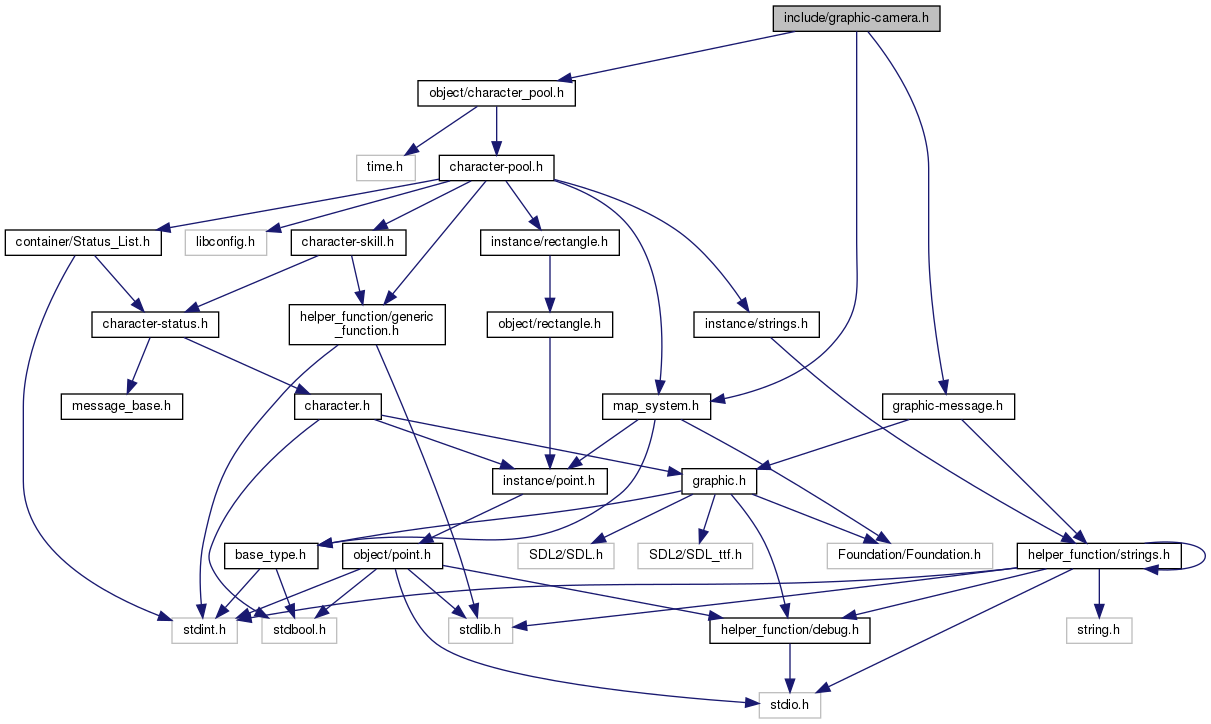 include/graphic-camera.h
object/character_pool.h
time.h
character-pool.h
container/Status_List.h
libconfig.h
character-skill.h
instance/rectangle.h
character-status.h
helper_function/generic
_function.h
object/rectangle.h
instance/strings.h
message_base.h
character.h
map_system.h
graphic-message.h
instance/point.h
graphic.h
base_type.h
object/point.h
SDL2/SDL.h
SDL2/SDL_ttf.h
Foundation/Foundation.h
helper_function/strings.h
stdint.h
stdbool.h
stdlib.h
helper_function/debug.h
string.h
stdio.h